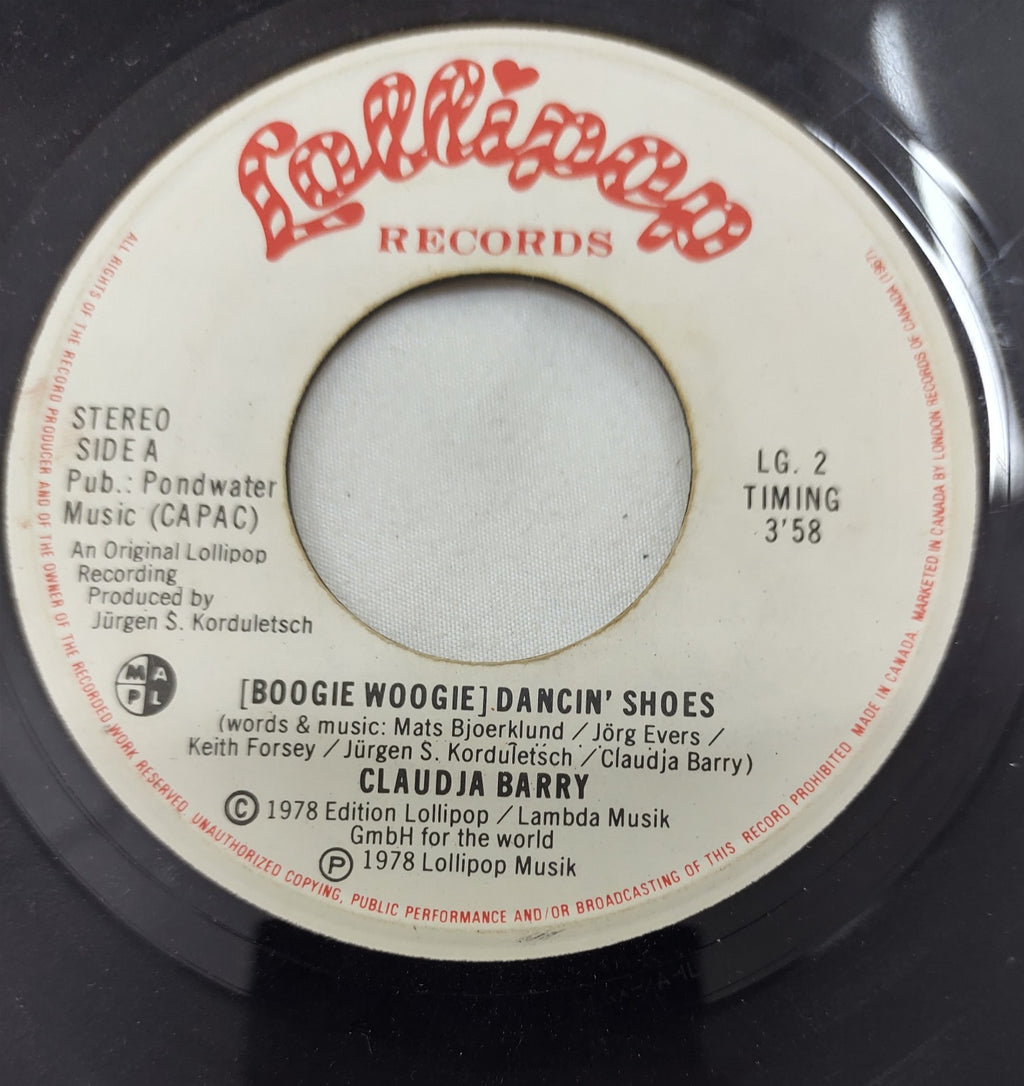 Lollipop
RECORDS
STEREO
SIDE A
Pub.: Pondwater
Music (CAPAC)
An Original Lollipop
Recording
Produced by
Jürgen S. Korduletsch
LG. 2
TIMING
3'58
M A
P L
[BOOGIE WOOGIE] DANCIN' SHOES
(words & music: Mats Bjoerklund / Jörg Evers /
Keith Forsey / Jürgen S. Korduletsch / Claudja Barry)
CLAUDJA BARRY
© 1978 Edition Lollipop / Lambda Musik
GmbH for the world
℗ 1978 Lollipop Musik
ALL RIGHTS OF THE RECORD PRODUCER AND OF THE OWNER OF THE RECORDED WORK RESERVED. UNAUTHORIZED COPYING, PUBLIC PERFORMANCE AND/OR BROADCASTING OF THIS RECORD PROHIBITED. MADE IN CANADA. MARKETED IN CANADA BY LONDON RECORDS OF CANADA (1967).